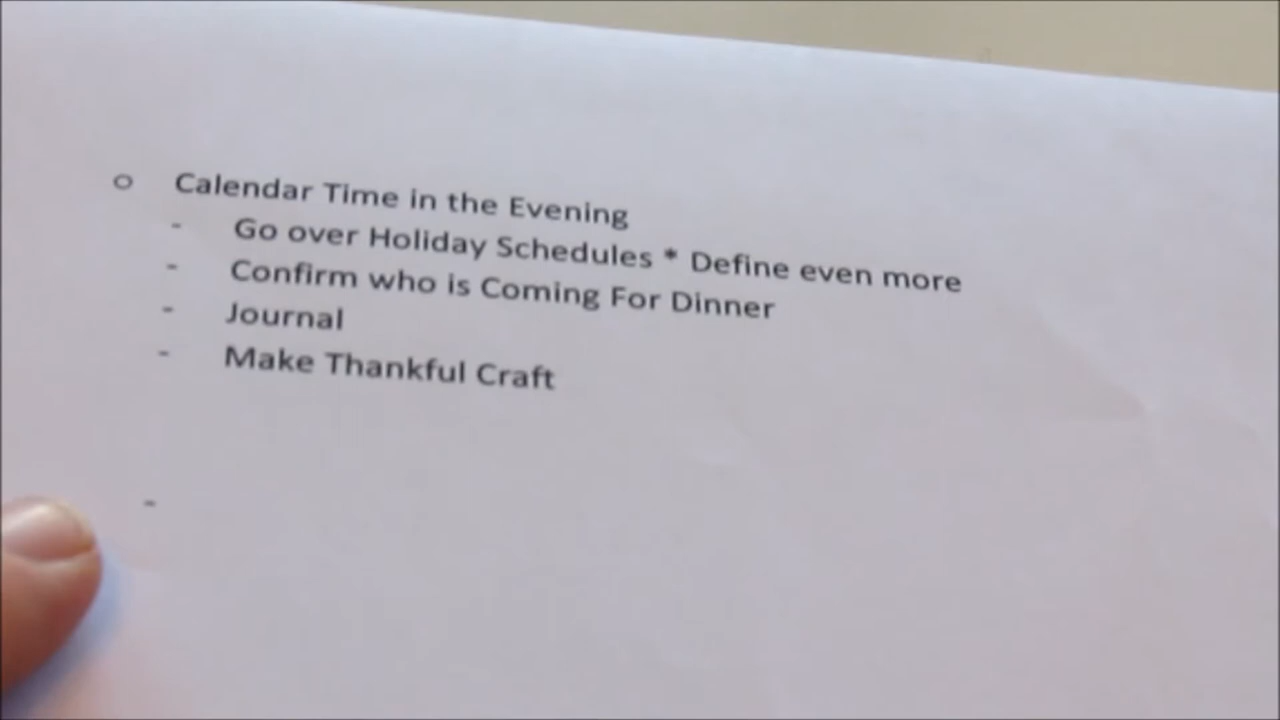 o Calendar Time in the Evening
- Go over Holiday Schedules * Define even more
- Confirm who is Coming For Dinner
- Journal
- Make Thankful Craft
-